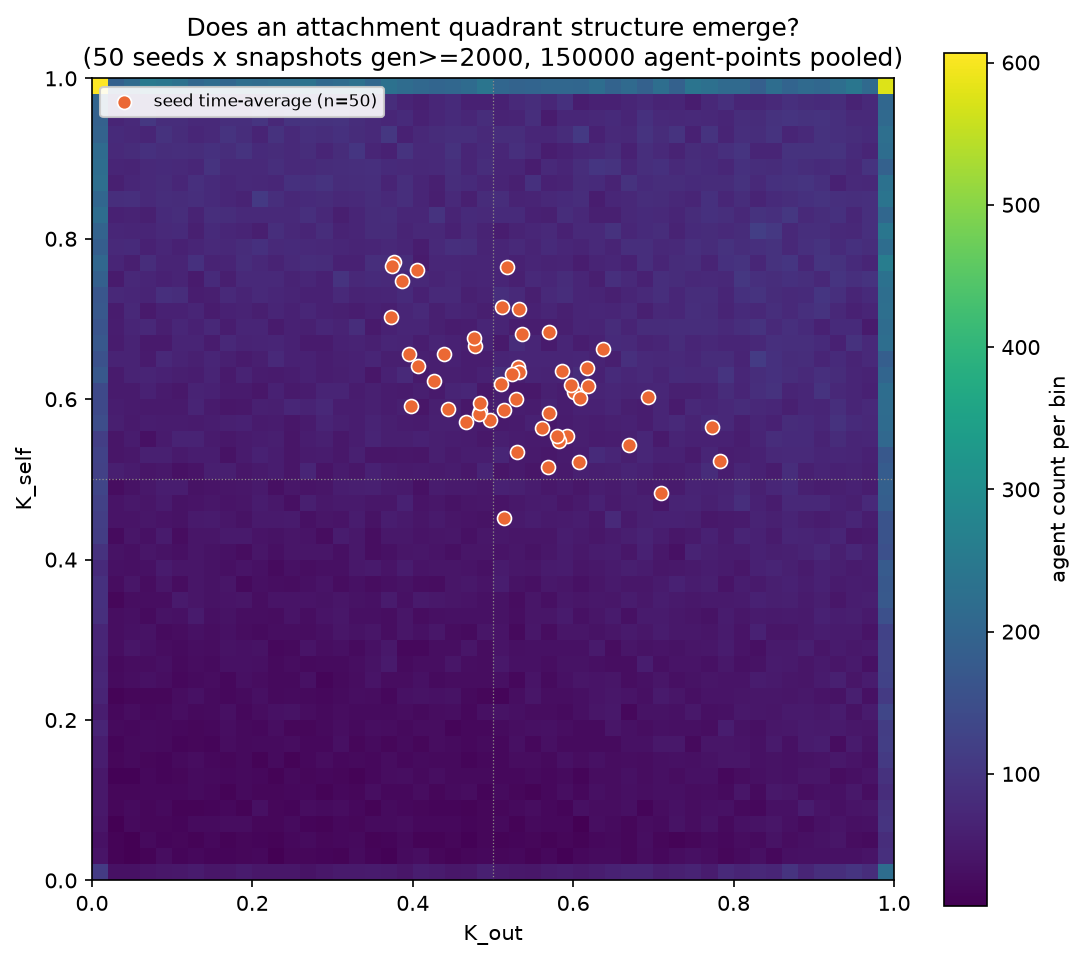 Does an attachment quadrant structure emerge?
(50 seeds x snapshots gen>=2000, 150000 agent-points pooled)
seed time-average (n=50)
1.0
0.8
0.6
0.4
0.2
0.0
K_self
0.0 0.2 0.4 0.6 0.8 1.0
K_out
600
500
400
300
200
100
agent count per bin